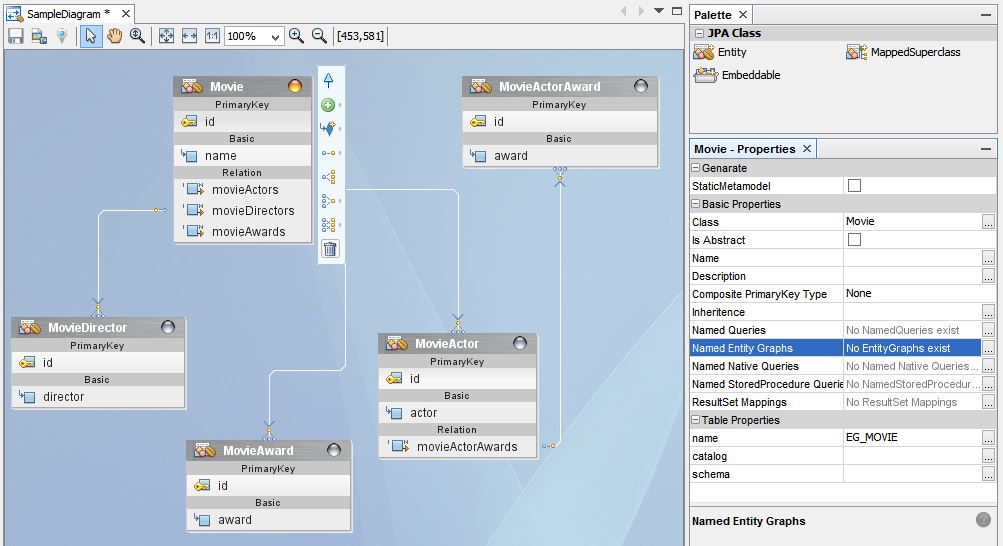 SampleDiagram *
100%
[453,581]
Movie
PrimaryKey
id
Basic
name
Relation
movieActors
movieDirectors
movieAwards
MovieActorAward
PrimaryKey
id
Basic
award
MovieDirector
PrimaryKey
id
Basic
director
MovieActor
PrimaryKey
id
Basic
actor
Relation
movieActorAwards
MovieAward
PrimaryKey
id
Basic
award
Palette
JPA Class
Entity
MappedSuperclass
Embeddable
Movie - Properties
Genarate
StaticMetamodel
Basic Properties
Class Movie ...
Is Abstract
Name ...
Description ...
Composite PrimaryKey Type None
Inheritence ...
Named Queries No NamedQueries exist ...
Named Entity Graphs No EntityGraphs exist ...
Named Native Queries No Named Native Queries... ...
Named StoredProcedure Querie No NamedStoredProcedur... ...
ResultSet Mappings No ResultSet Mappings ...
Table Properties
name EG_MOVIE ...
catalog ...
schema ...
Named Entity Graphs